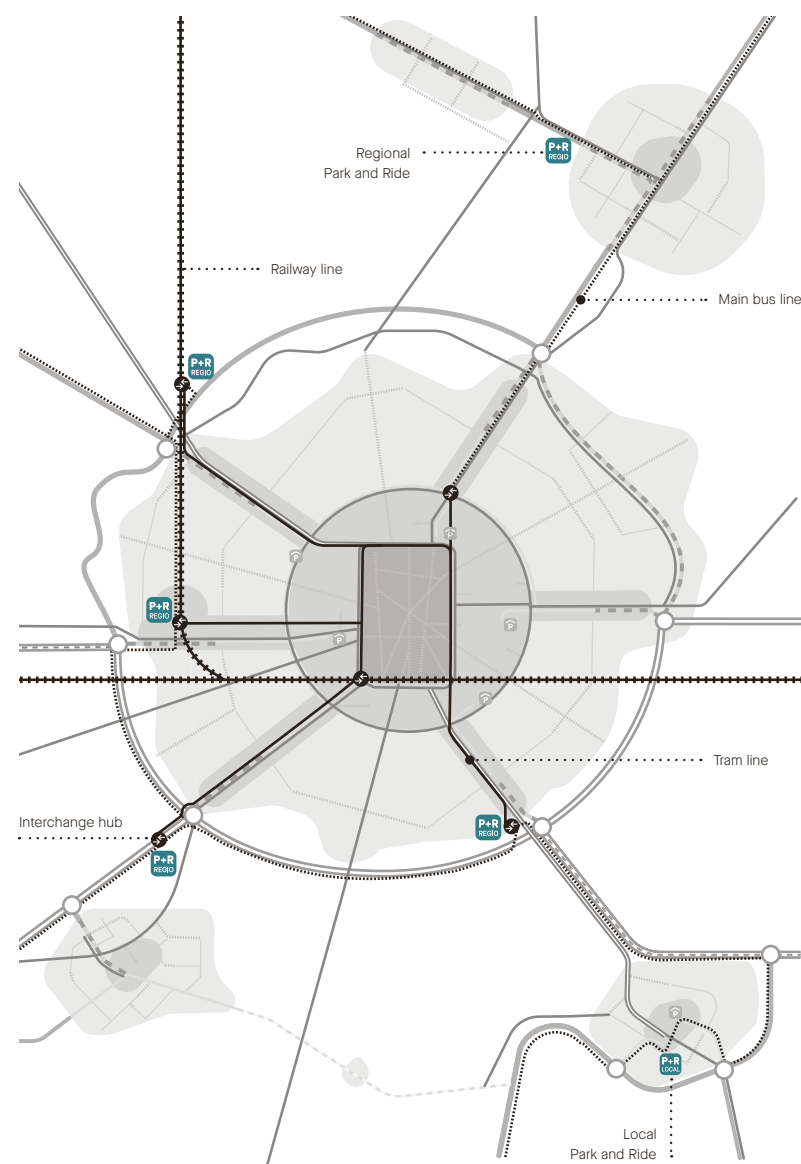 P+R
REGIO
Regional
Park and Ride
Railway line
Main bus line
P+R
REGIO
P
P
P+R
REGIO
P
P
P
Tram line
Interchange hub
P+R
REGIO
P+R
REGIO
P
P+R
LOCAL
Local
Park and Ride